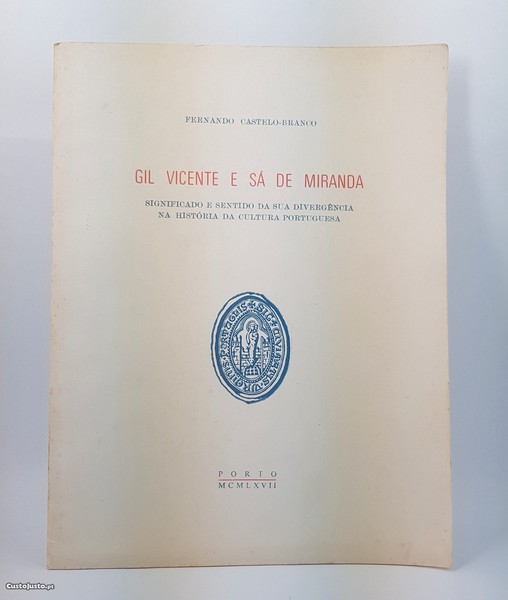 FERNANDO CASTELO-BRANCO
GIL VICENTE E SÁ DE MIRANDA
SIGNIFICADO E SENTIDO DA SUA DIVERGÊNCIA
NA HISTÓRIA DA CULTURA PORTUGUESA
PORTO
MCMLXVII
CustoJusto.pt